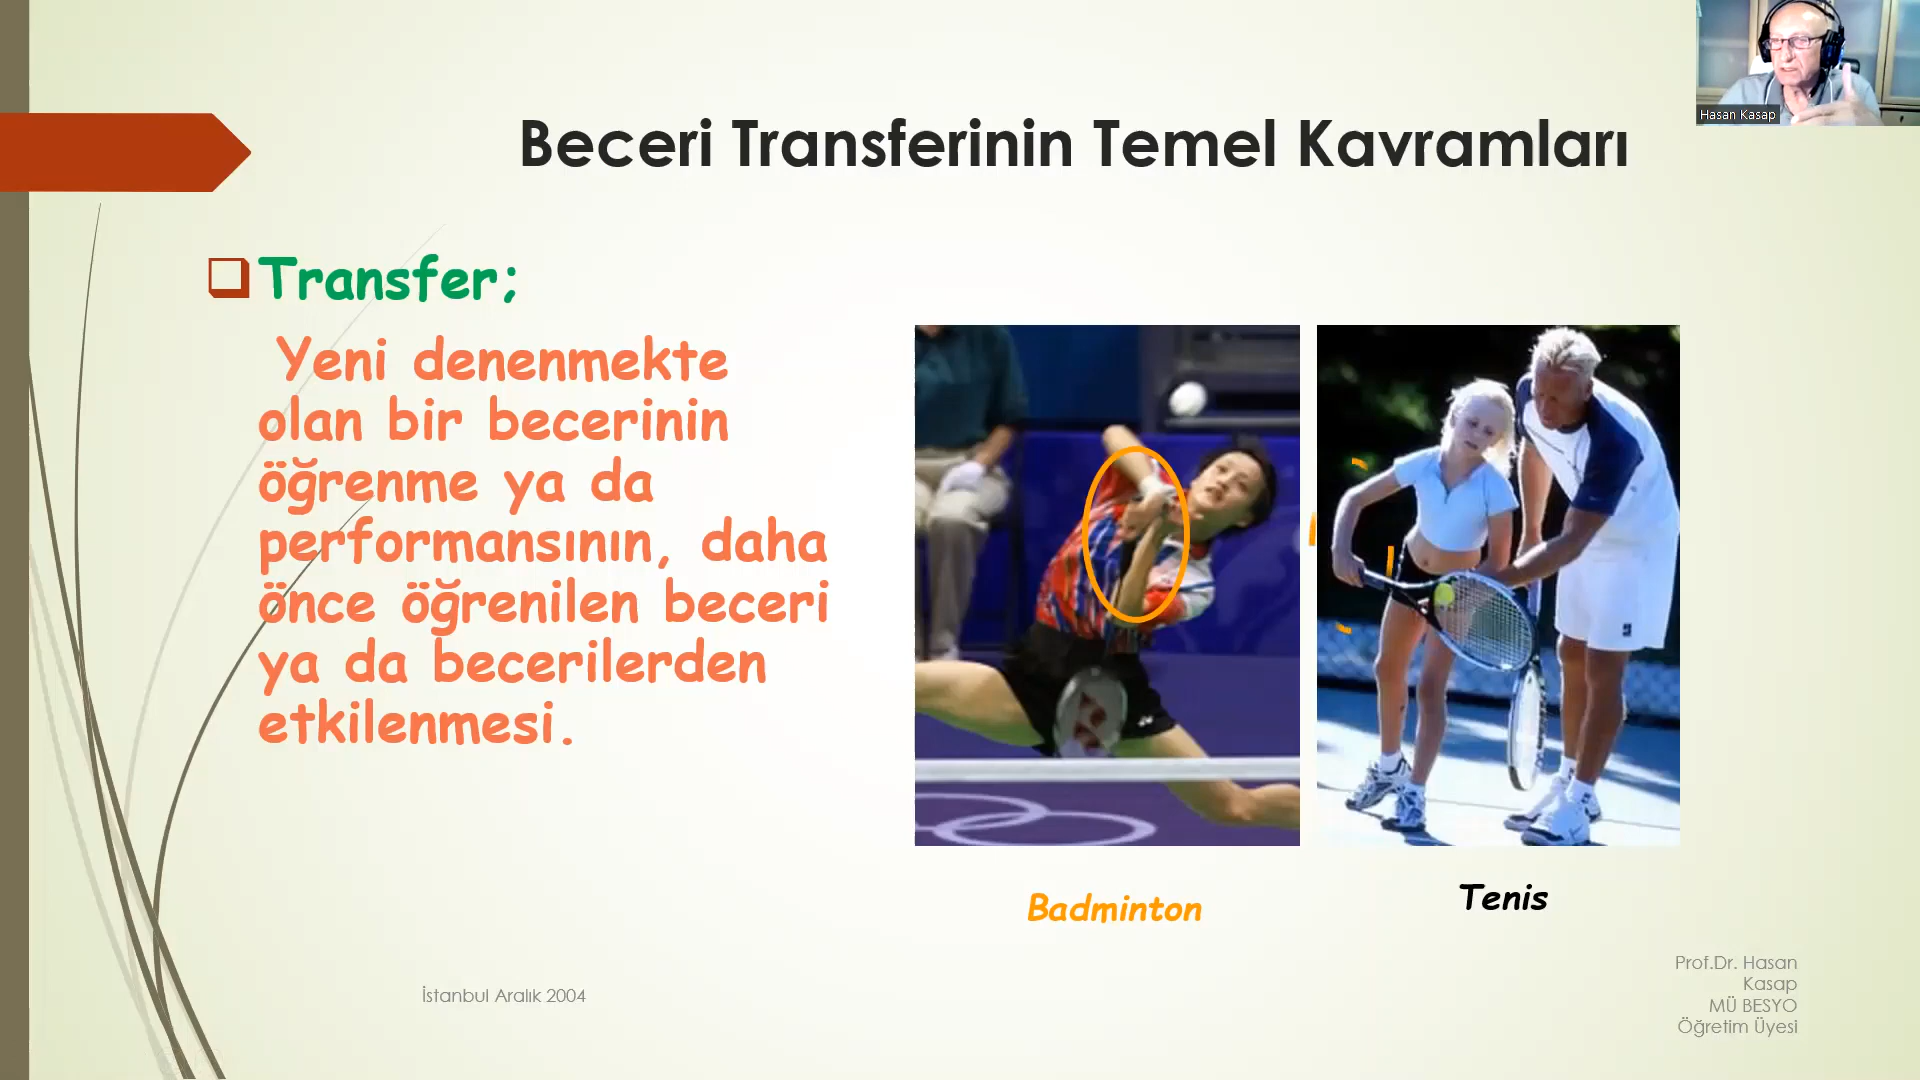 Hasan Kasap
Beceri Transferinin Temel Kavramları
Transfer;
Yeni denenmekte
olan bir becerinin
öğrenme ya da
performansının, daha
önce öğrenilen beceri
ya da becerilerden
etkilenmesi.
Badminton
Tenis
İstanbul Aralık 2004
Prof.Dr. Hasan
Kasap
MÜ BESYO
Öğretim Üyesi